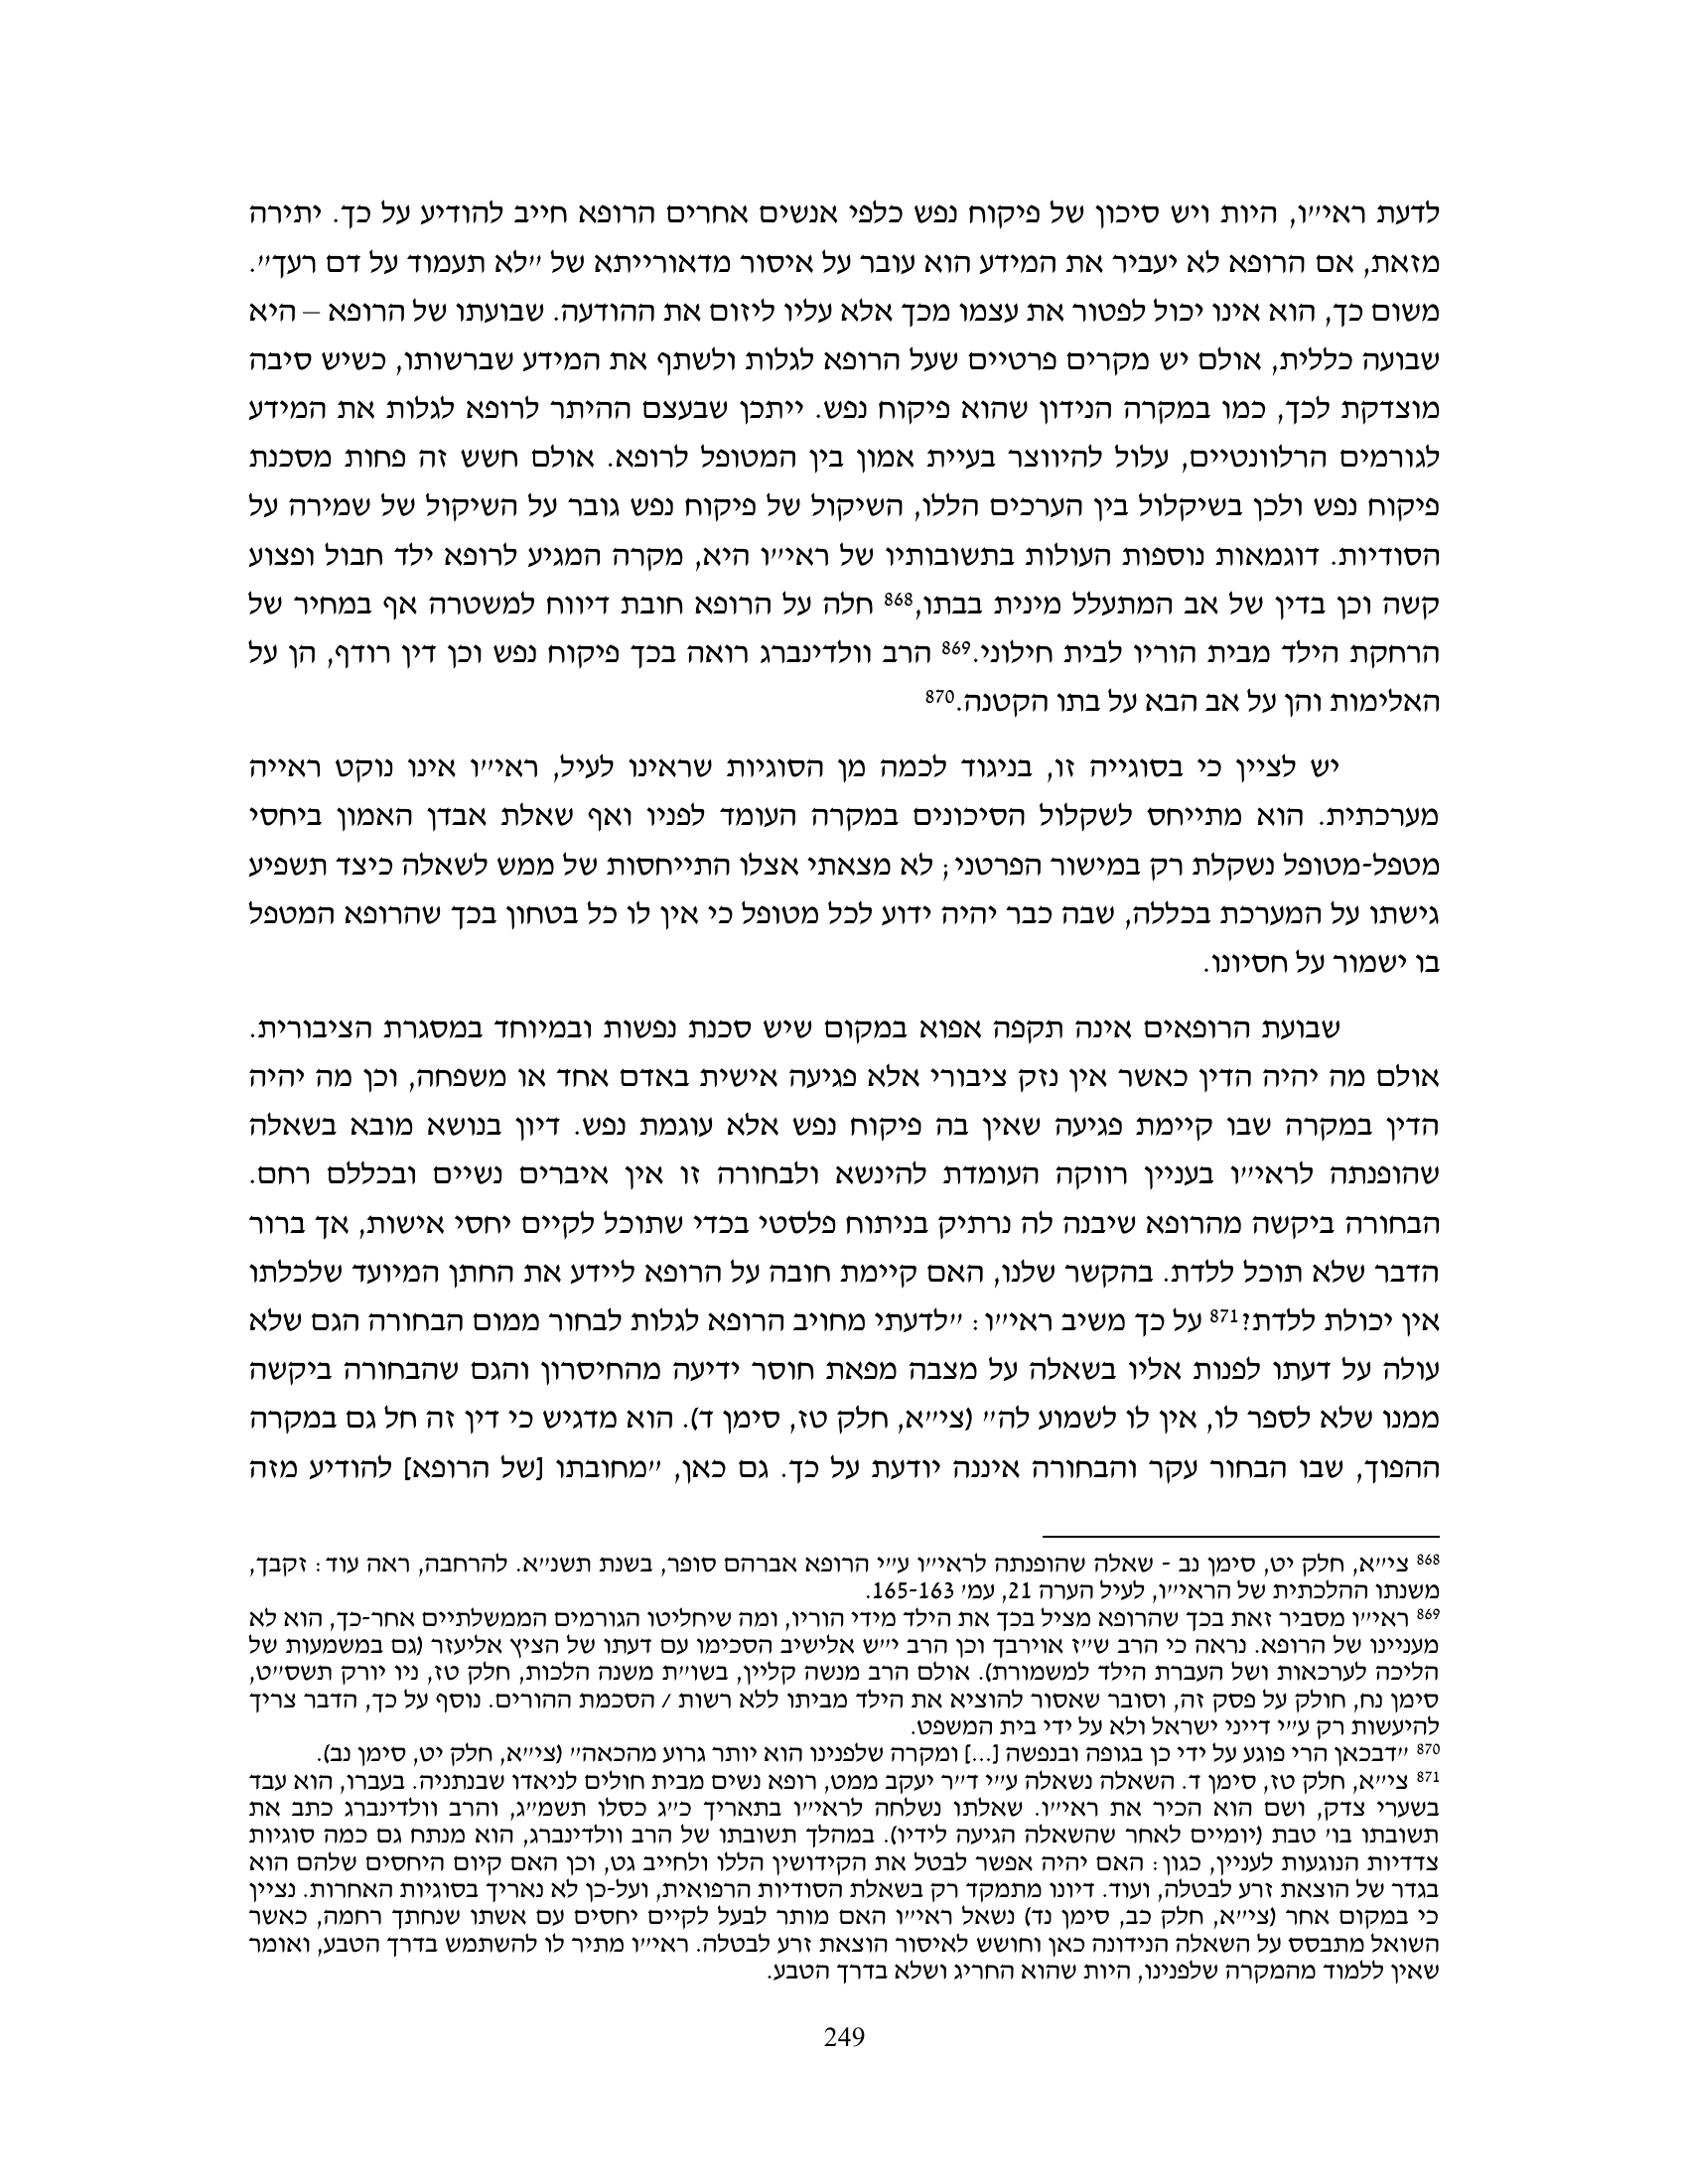 לדעת ראי״ו, היות ויש סיכון של פיקוח נפש כלפי אנשים אחרים הרופא חייב להודיע על כך. יתירה
מזאת, אם הרופא לא יעביר את המידע הוא עובר על איסור מדאורייתא של ״לא תעמוד על דם רעך״.
משום כך, הוא אינו יכול לפטור את עצמו מכך אלא עליו ליזום את ההודעה. שבועתו של הרופא – היא
שבועה כללית, אולם יש מקרים פרטיים שעל הרופא לגלות ולשתף את המידע שברשותו, כשיש סיבה
מוצדקת לכך, כמו במקרה הנידון שהוא פיקוח נפש. ייתכן שבעצם ההיתר לרופא לגלות את המידע
לגורמים הרלוונטיים, עלול להיווצר בעיית אמון בין המטופל לרופא. אולם חשש זה פחות מסכנת
פיקוח נפש ולכן בשיקלול בין הערכים הללו, השיקול של פיקוח נפש גובר על השיקול של שמירה על
הסודיות. דוגמאות נוספות העולות בתשובותיו של ראי״ו היא, מקרה המגיע לרופא ילד חבול ופצוע
קשה וכן בדין של אב המתעלל מינית בבתו,868 חלה על הרופא חובת דיווח למשטרה אף במחיר של
הרחקת הילד מבית הוריו לבית חילוני.869 הרב וולדינברג רואה בכך פיקוח נפש וכן דין רודף, הן על
האלימות והן על אב הבא על בתו הקטנה.870
יש לציין כי בסוגייה זו, בניגוד לכמה מן הסוגיות שראינו לעיל, ראי״ו אינו נוקט ראייה
מערכתית. הוא מתייחס לשקלול הסיכונים במקרה העומד לפניו ואף שאלת אבדן האמון ביחסי
מטפל-מטופל נשקלת רק במישור הפרטני; לא מצאתי אצלו התייחסות של ממש לשאלה כיצד תשפיע
גישתו על המערכת בכללה, שבה כבר יהיה ידוע לכל מטופל כי אין לו כל בטחון בכך שהרופא המטפל
בו ישמור על חסיונו.
שבועת הרופאים אינה תקפה אפוא במקום שיש סכנת נפשות ובמיוחד במסגרת הציבורית.
אולם מה יהיה הדין כאשר אין נזק ציבורי אלא פגיעה אישית באדם אחד או משפחה, וכן מה יהיה
הדין במקרה שבו קיימת פגיעה שאין בה פיקוח נפש אלא עוגמת נפש. דיון בנושא מובא בשאלה
שהופנתה לראי״ו בעניין רווקה העומדת להינשא ולבחורה זו אין איברים נשיים ובכללם רחם.
הבחורה ביקשה מהרופא שיבנה לה נרתיק בניתוח פלסטי בכדי שתוכל לקיים יחסי אישות, אך ברור
הדבר שלא תוכל ללדת. בהקשר שלנו, האם קיימת חובה על הרופא ליידע את החתן המיועד שלכלתו
אין יכולת ללדת?871 על כך משיב ראי״ו: ״לדעתי מחויב הרופא לגלות לבחור ממום הבחורה הגם שלא
עולה על דעתו לפנות אליו בשאלה על מצבה מפאת חוסר ידיעה מהחיסרון והגם שהבחורה ביקשה
ממנו שלא לספר לו, אין לו לשמוע לה״ (צי״א, חלק טז, סימן ד). הוא מדגיש כי דין זה חל גם במקרה
ההפוך, שבו הבחור עקר והבחורה איננה יודעת על כך. גם כאן, ״מחובתו [של הרופא] להודיע מזה
868 צי״א, חלק יט, סימן נב - שאלה שהופנתה לראי״ו ע״י הרופא אברהם סופר, בשנת תשנ״א. להרחבה, ראה עוד: זקבך,
משנתו ההלכתית של הראי״ו, לעיל הערה 21, עמ׳ 165-163.
869 ראי״ו מסביר זאת בכך שהרופא מציל בכך את הילד מידי הוריו, ומה שיחליטו הגורמים הממשלתיים אחר-כך, הוא לא
מעניינו של הרופא. נראה כי הרב ש״ז אוירבך וכן הרב י״ש אלישיב הסכימו עם דעתו של הציץ אליעזר (גם במשמעות של
הליכה לערכאות ושל העברת הילד למשמורת). אולם הרב מנשה קליין, בשו״ת משנה הלכות, חלק טז, ניו יורק תשס״ט,
סימן נח, חולק על פסק זה, וסובר שאסור להוציא את הילד מביתו ללא רשות / הסכמת ההורים. נוסף על כך, הדבר צריך
להיעשות רק ע״י דייני ישראל ולא על ידי בית המשפט.
870 ״דבכאן הרי פוגע על ידי כן בגופה ובנפשה [...] ומקרה שלפנינו הוא יותר גרוע מהכאה״ (צי״א, חלק יט, סימן נב).
871 צי״א, חלק טז, סימן ד. השאלה נשאלה ע״י ד״ר יעקב ממט, רופא נשים מבית חולים לניאדו שבנתניה. בעברו, הוא עבד
בשערי צדק, ושם הוא הכיר את ראי״ו. שאלתו נשלחה לראי״ו בתאריך כ״ג כסלו תשמ״ג, והרב וולדינברג כתב את
תשובתו בו׳ טבת (יומיים לאחר שהשאלה הגיעה לידיו). במהלך תשובתו של הרב וולדינברג, הוא מנתח גם כמה סוגיות
צדדיות הנוגעות לעניין, כגון: האם יהיה אפשר לבטל את הקידושין הללו ולחייב גט, וכן האם קיום היחסים שלהם הוא
בגדר של הוצאת זרע לבטלה, ועוד. דיונו מתמקד רק בשאלת הסודיות הרפואית, ועל-כן לא נאריך בסוגיות האחרות. נציין
כי במקום אחר (צי״א, חלק כב, סימן נד) נשאל ראי״ו האם מותר לבעל לקיים יחסים עם אשתו שנחתך רחמה, כאשר
השואל מתבסס על השאלה הנידונה כאן וחושש לאיסור הוצאת זרע לבטלה. ראי״ו מתיר לו להשתמש בדרך הטבע, ואומר
שאין ללמוד מהמקרה שלפנינו, היות שהוא החריג ושלא בדרך הטבע.
249